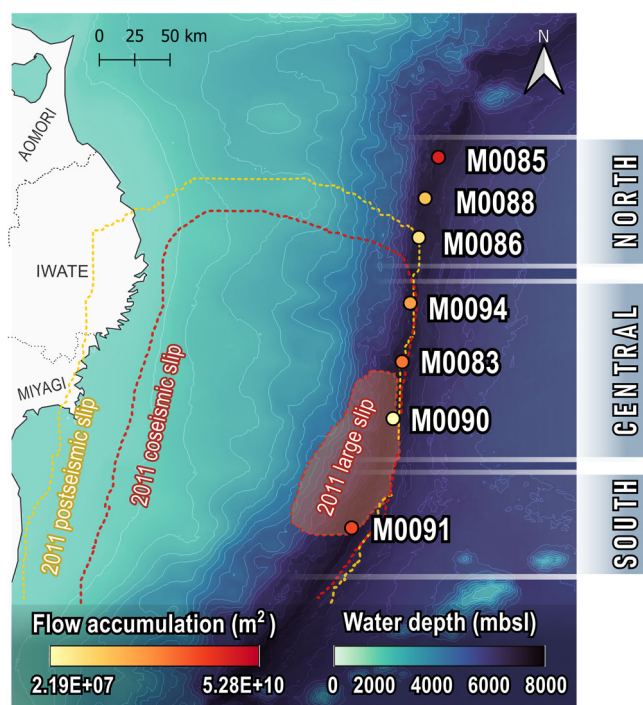 0 25 50 km
N
AOMORI
M0085
M0088
M0086
NORTH
IWATE
M0094
M0083
M0090
CENTRAL
MIYAGI
2011 postseismic slip
2011 coseismic slip
2011 large slip
M0091
SOUTH
Flow accumulation (m²)
2.19E+07 5.28E+10
Water depth (mbsl)
0 2000 4000 6000 8000